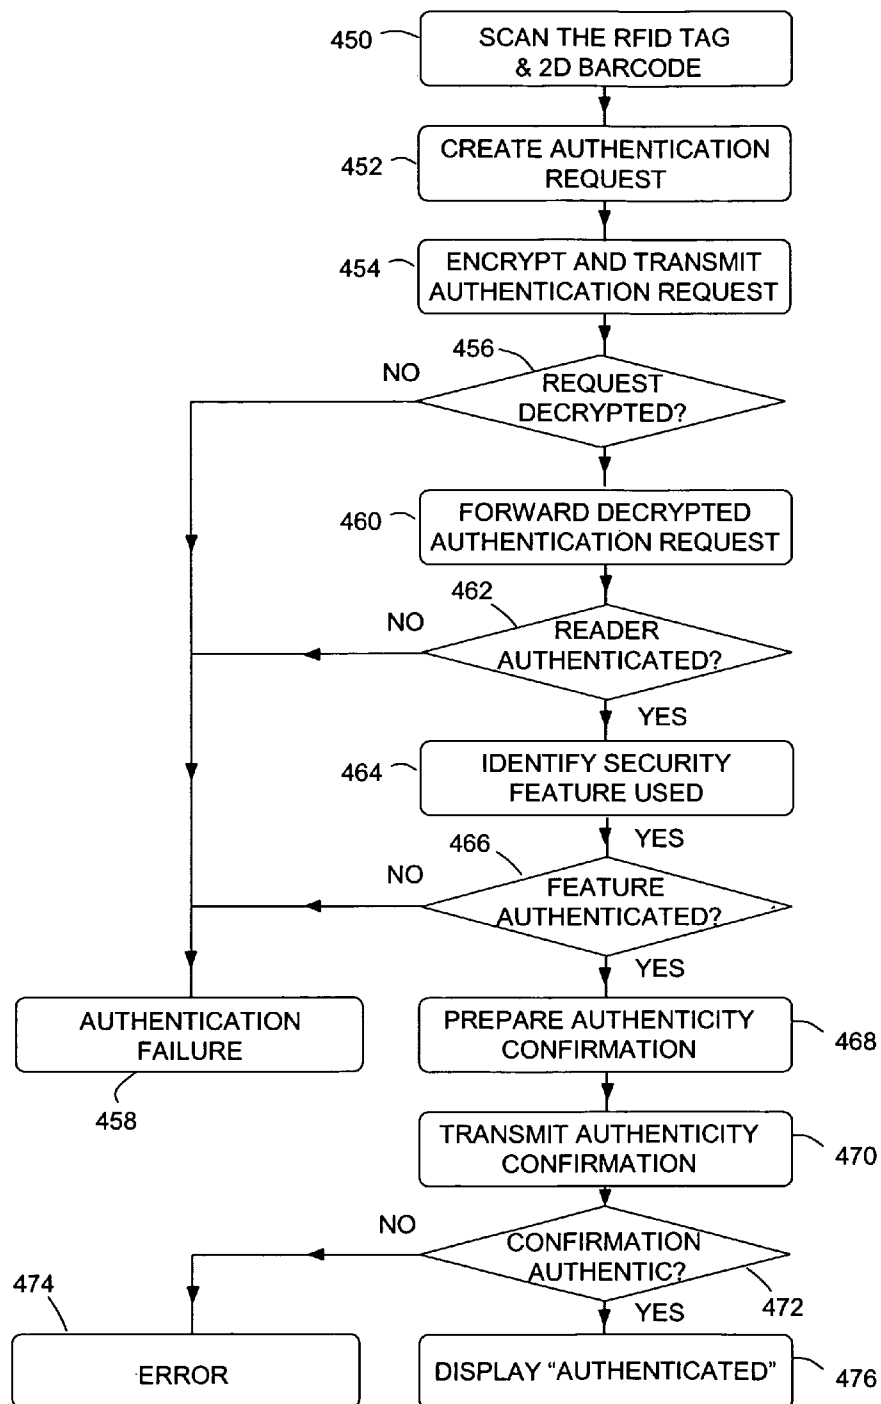 450
SCAN THE RFID TAG
& 2D BARCODE
452
CREATE AUTHENTICATION
REQUEST
454
ENCRYPT AND TRANSMIT
AUTHENTICATION REQUEST
456
NO
REQUEST
DECRYPTED?
460
FORWARD DECRYPTED
AUTHENTICATION REQUEST
462
NO
READER
AUTHENTICATED?
YES
464
IDENTIFY SECURITY
FEATURE USED
YES
466
NO
FEATURE
AUTHENTICATED?
YES
AUTHENTICATION
FAILURE
458
PREPARE AUTHENTICITY
CONFIRMATION
468
TRANSMIT AUTHENTICITY
CONFIRMATION
470
NO
CONFIRMATION
AUTHENTIC?
472
YES
474
ERROR
DISPLAY “AUTHENTICATED”
476